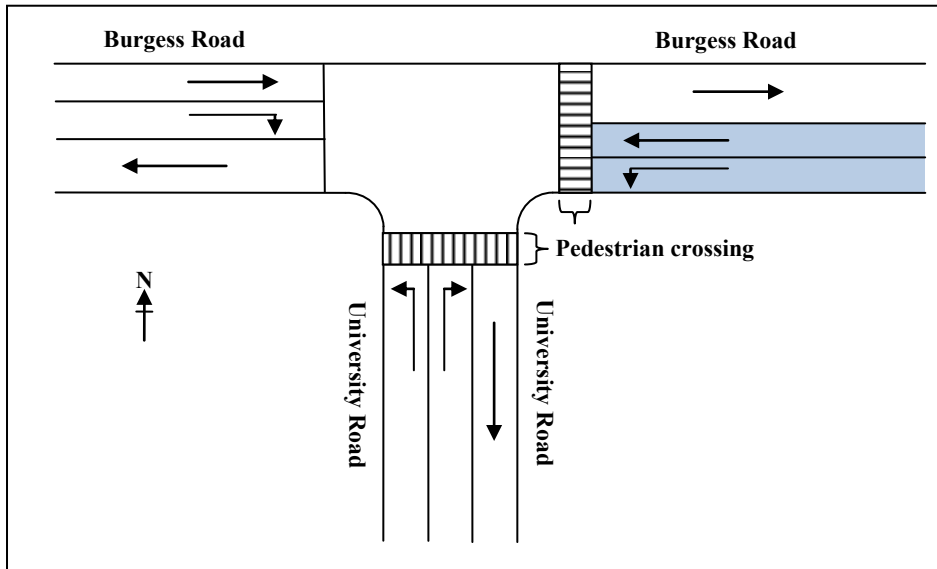 Burgess Road
Burgess Road
Pedestrian crossing
N
University Road
University Road